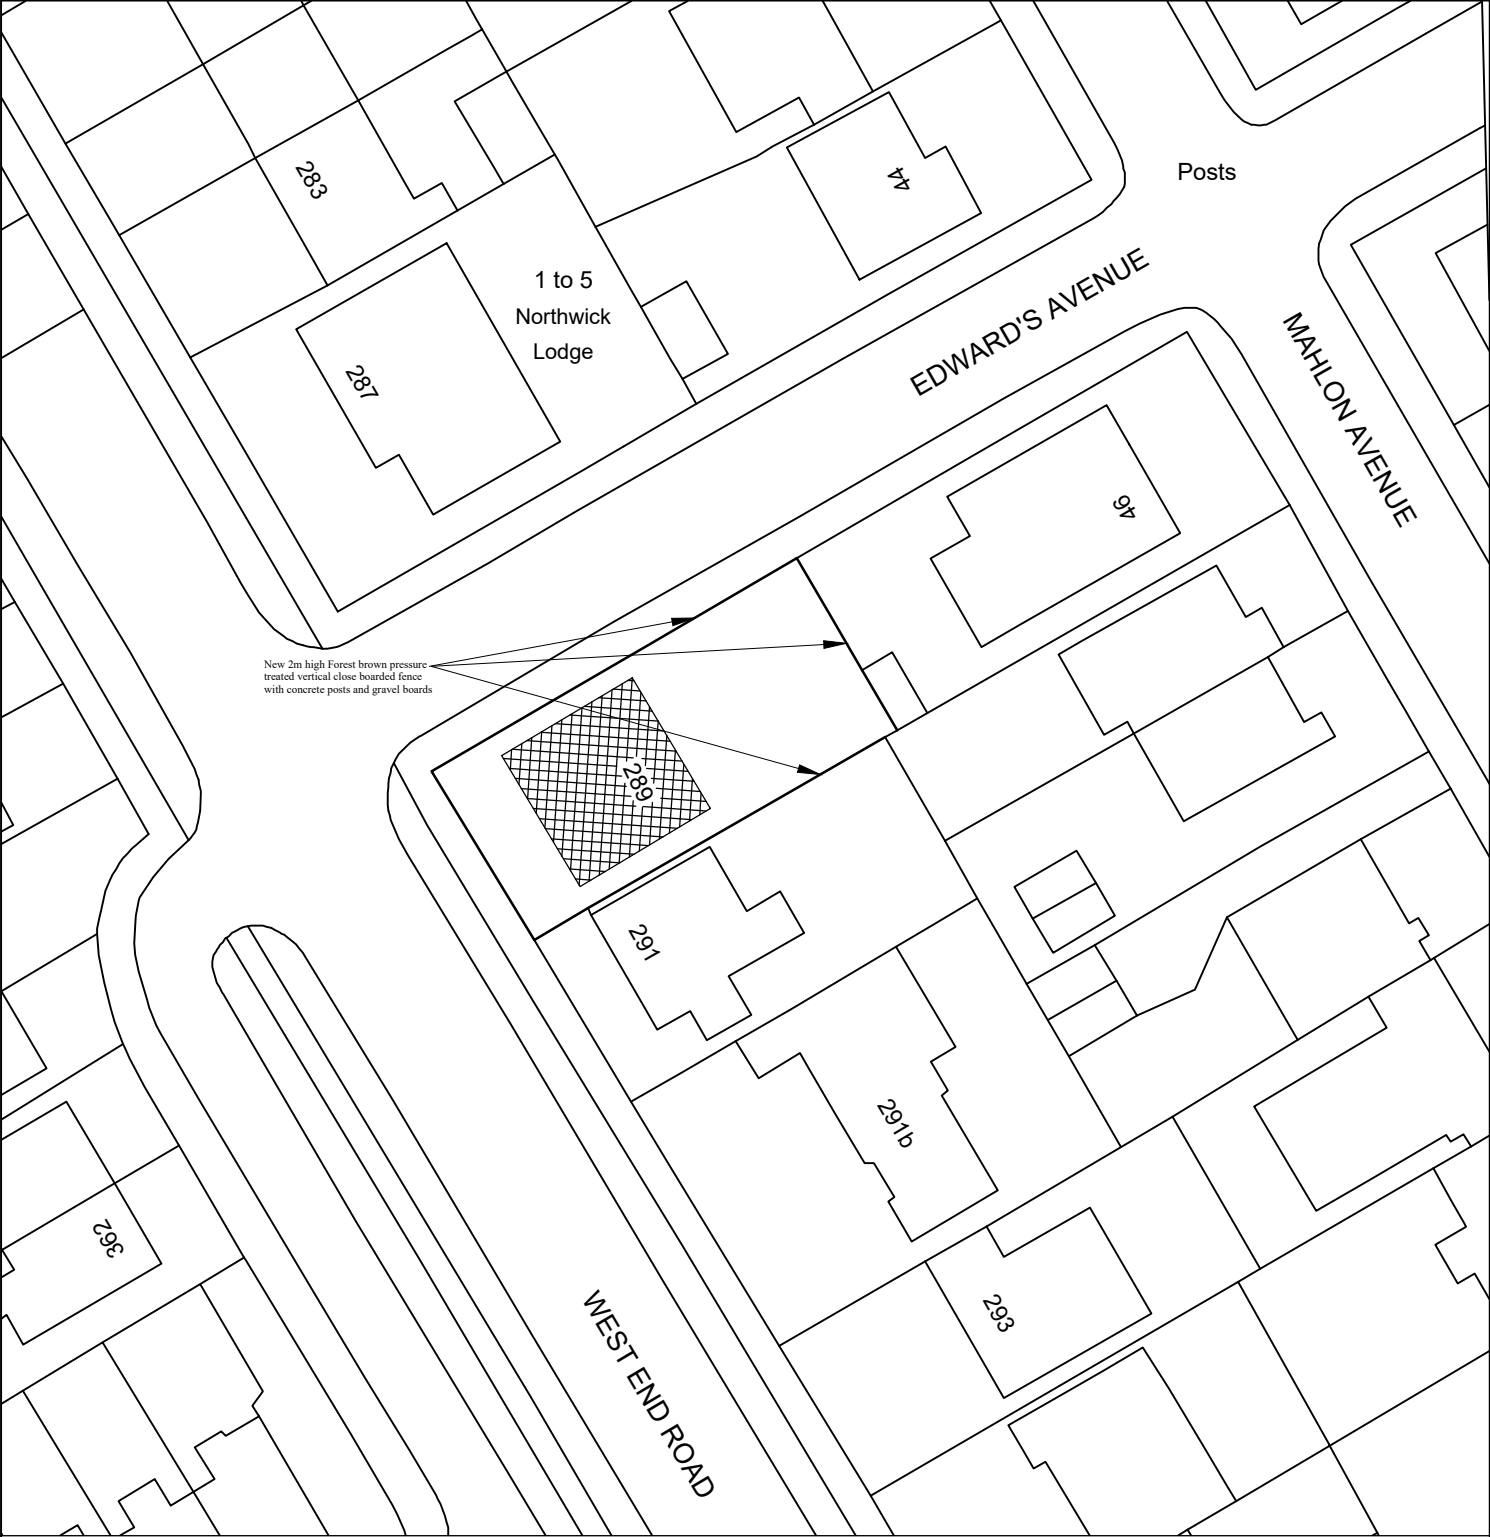 283
44
Posts
1 to 5
Northwick
Lodge
EDWARD'S AVENUE
287
MAHLON AVENUE
46
New 2m high Forest brown pressure
treated vertical close boarded fence
with concrete posts and gravel boards
289
291
291b
362
293
WEST END ROAD